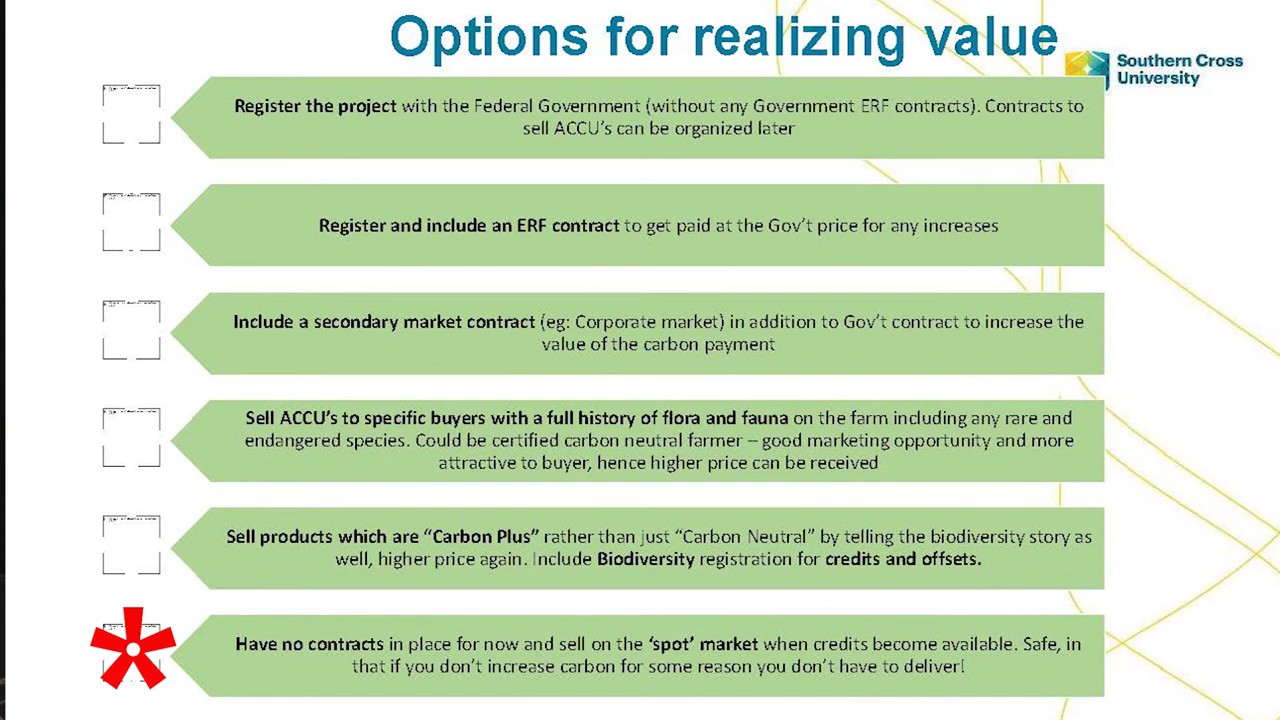 Options for realizing value
Southern Cross
University
Register the project with the Federal Government (without any Government ERF contracts). Contracts to
sell ACCU's can be organized later
Register and include an ERF contract to get paid at the Gov't price for any increases
Include a secondary market contract (eg: Corporate market) in addition to Gov't contract to increase the
value of the carbon payment
Sell ACCU's to specific buyers with a full history of flora and fauna on the farm including any rare and
endangered species. Could be certified carbon neutral farmer – good marketing opportunity and more
attractive to buyer, hence higher price can be received
Sell products which are “Carbon Plus” rather than just “Carbon Neutral” by telling the biodiversity story as
well, higher price again. Include Biodiversity registration for credits and offsets.
Have no contracts in place for now and sell on the ‘spot’ market when credits become available. Safe, in
that if you don't increase carbon for some reason you don't have to deliver!